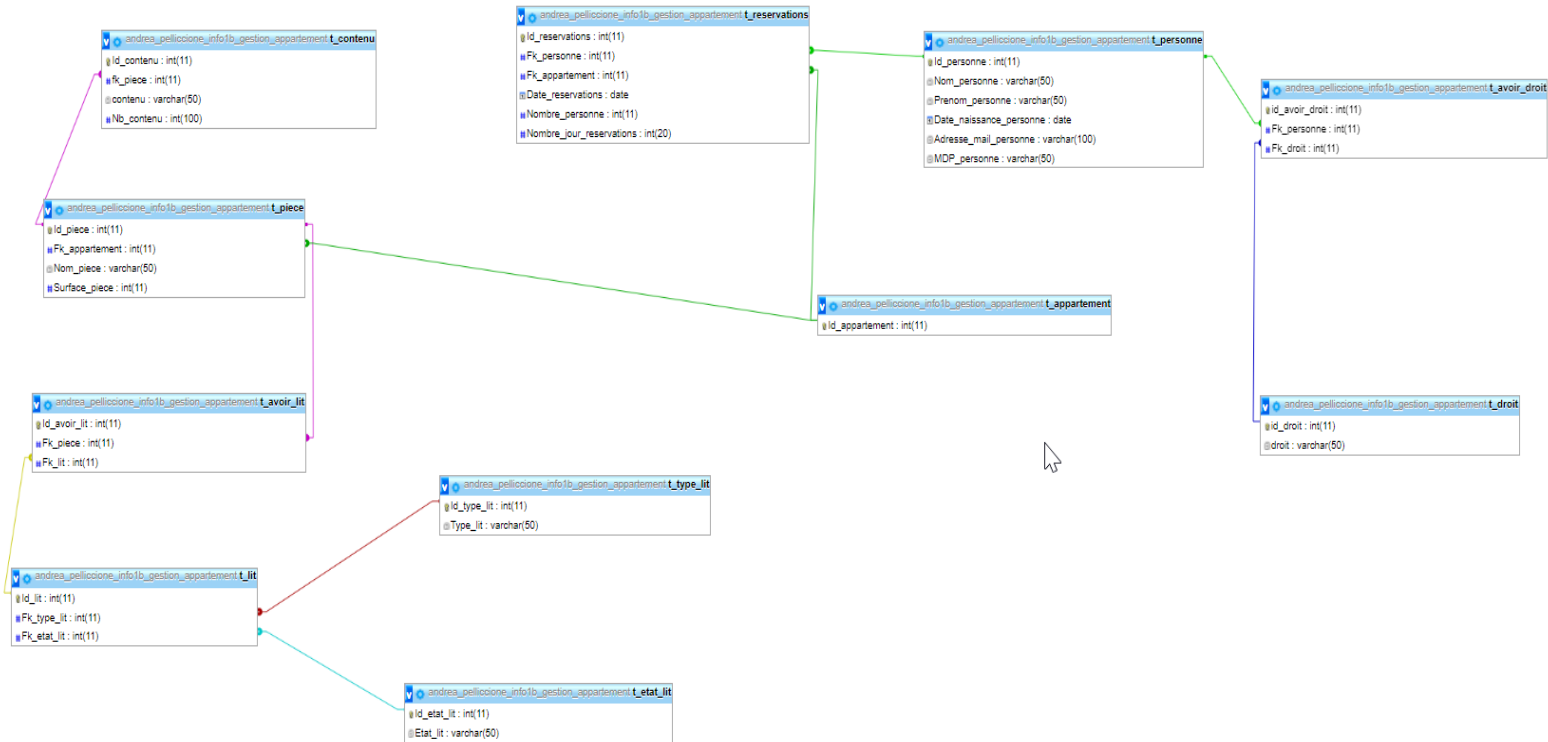 andrea_pelliccione_info1b_gestion_appartement.t_contenu
Id_contenu : int(11)
fk_piece : int(11)
contenu : varchar(50)
Nb_contenu : int(100)
andrea_pelliccione_info1b_gestion_appartement.t_reservations
Id_reservations : int(11)
Fk_personne : int(11)
Fk_appartement : int(11)
Date_reservations : date
Nombre_personne : int(11)
Nombre_jour_reservations : int(20)
andrea_pelliccione_info1b_gestion_appartement.t_personne
Id_personne : int(11)
Nom_personne : varchar(50)
Prenom_personne : varchar(50)
Date_naissance_personne : date
Adresse_mail_personne : varchar(100)
MDP_personne : varchar(50)
andrea_pelliccione_info1b_gestion_appartement.t_avoir_droit
id_avoir_droit : int(11)
Fk_personne : int(11)
Fk_droit : int(11)
andrea_pelliccione_info1b_gestion_appartement.t_piece
Id_piece : int(11)
Fk_appartement : int(11)
Nom_piece : varchar(50)
Surface_piece : int(11)
andrea_pelliccione_info1b_gestion_appartement.t_appartement
Id_appartement : int(11)
andrea_pelliccione_info1b_gestion_appartement.t_avoir_lit
Id_avoir_lit : int(11)
Fk_piece : int(11)
Fk_lit : int(11)
andrea_pelliccione_info1b_gestion_appartement.t_droit
id_droit : int(11)
droit : varchar(50)
andrea_pelliccione_info1b_gestion_appartement.t_type_lit
Id_type_lit : int(11)
Type_lit : varchar(50)
andrea_pelliccione_info1b_gestion_appartement.t_lit
Id_lit : int(11)
Fk_type_lit : int(11)
Fk_etat_lit : int(11)
andrea_pelliccione_info1b_gestion_appartement.t_etat_lit
Id_etat_lit : int(11)
Etat_lit : varchar(50)